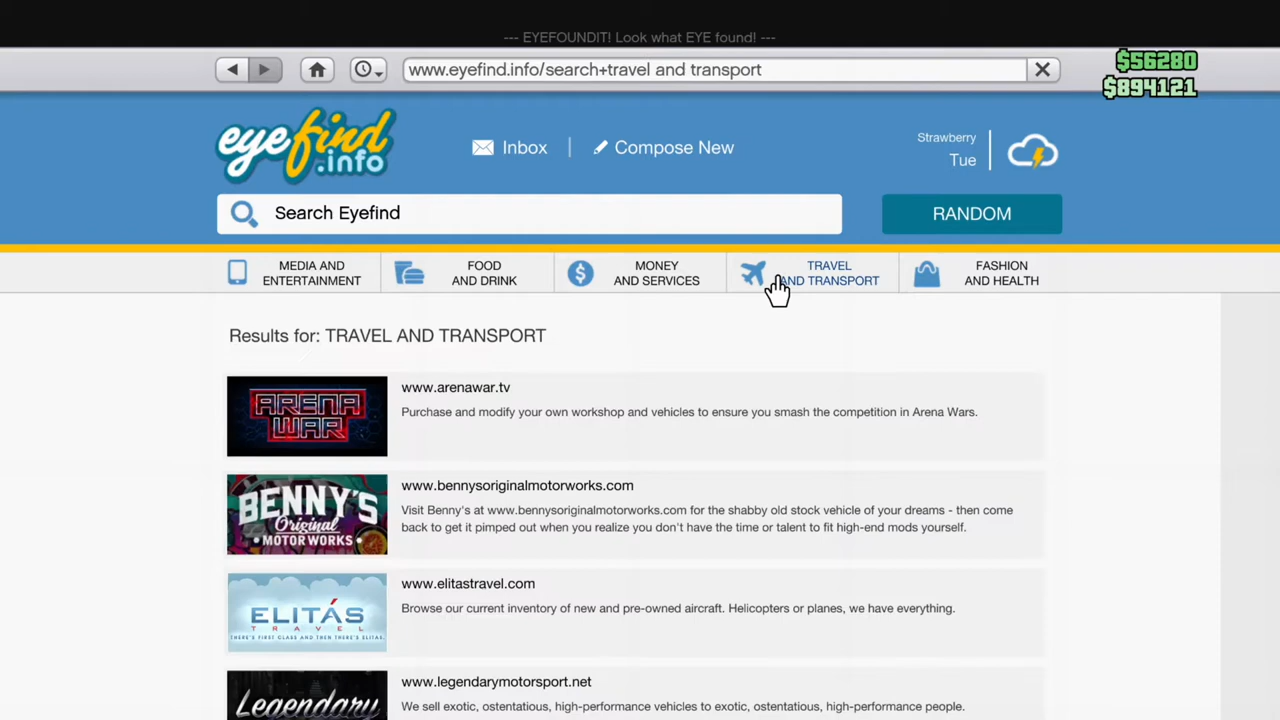 --- EYEFOUNDIT! Look what EYE found! ---
www.eyefind.info/search+travel and transport
$56280
$894121
eyefind
.info
Inbox
Compose New
Strawberry
Tue
Search Eyefind
RANDOM
MEDIA AND
ENTERTAINMENT
FOOD
AND DRINK
MONEY
AND SERVICES
TRAVEL
AND TRANSPORT
FASHION
AND HEALTH
Results for: TRAVEL AND TRANSPORT
ARENA
WAR
www.arenawar.tv
Purchase and modify your own workshop and vehicles to ensure you smash the competition in Arena Wars.
BENNY'S
Original
MOTOR WORKS
www.bennysoriginalmotorworks.com
Visit Benny's at www.bennysoriginalmotorworks.com for the shabby old stock vehicle of your dreams - then come
back to get it pimped out when you realize you don't have the time or talent to fit high-end mods yourself.
ELITÁS
TRAVEL
THERE'S FIRST CLASS AND THEN THERE'S ELITAS.
www.elitastravel.com
Browse our current inventory of new and pre-owned aircraft. Helicopters or planes, we have everything.
Legendary
www.legendarymotorsport.net
We sell exotic, ostentatious, high-performance vehicles to exotic, ostentatious, high-performance people.